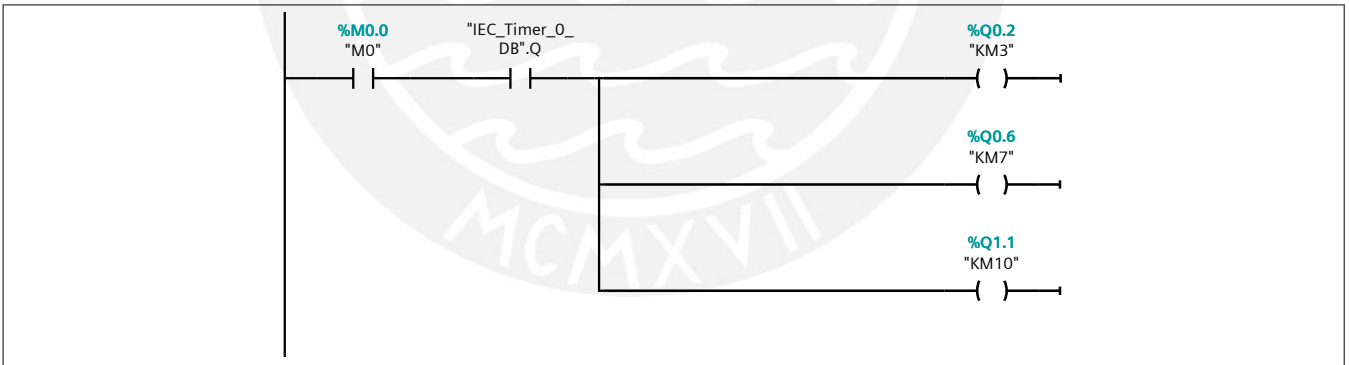 %M0.0
"M0"
"IEC_Timer_0_
DB".Q
%Q0.2
"KM3"
%Q0.6
"KM7"
%Q1.1
"KM10"
MCMXVII